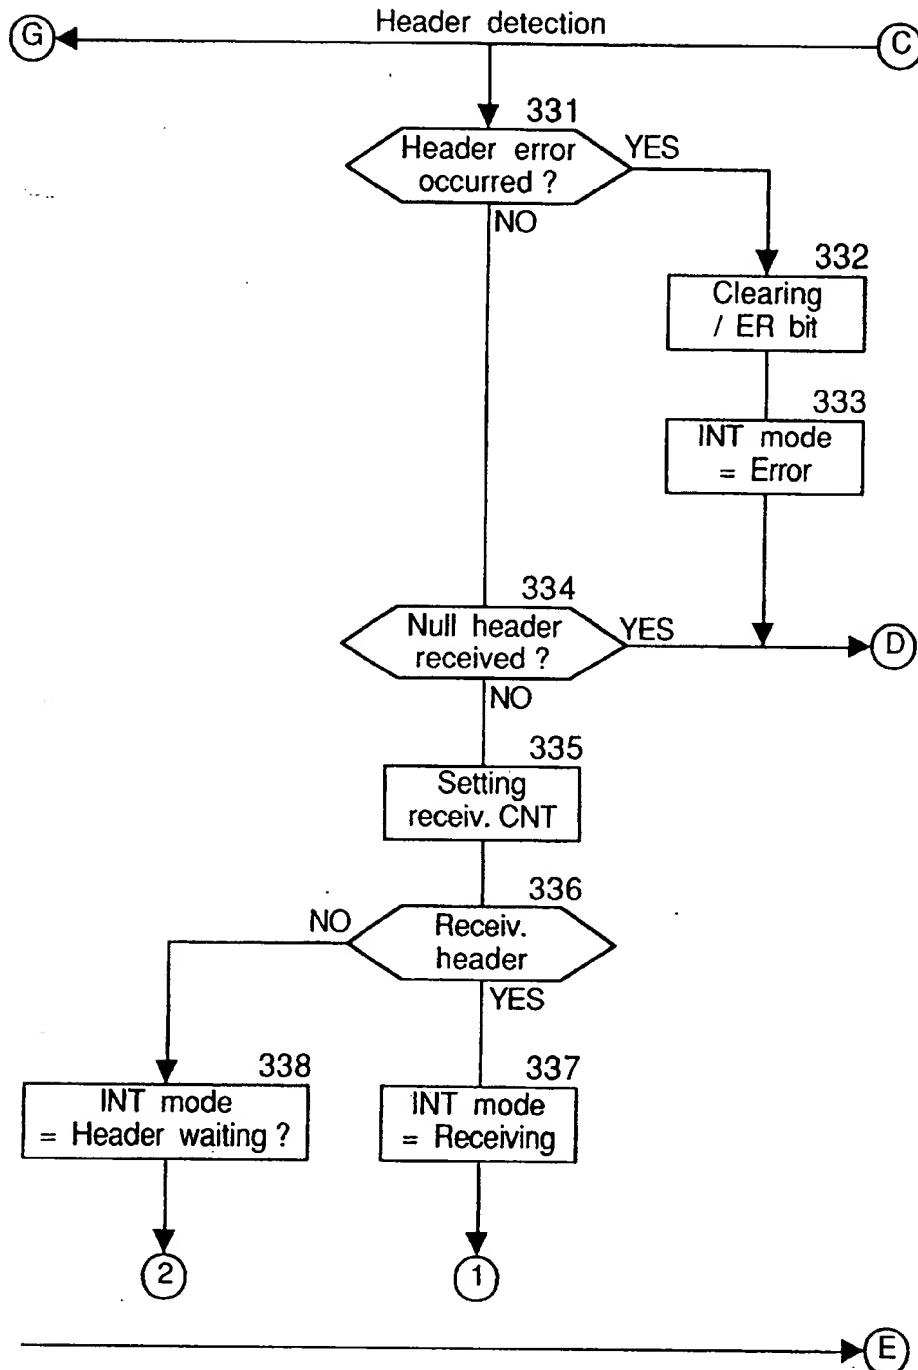 Header detection
G
C
331
Header error
occurred ?
YES
NO
332
Clearing
/ ER bit
333
INT mode
= Error
334
Null header
received ?
YES
D
NO
335
Setting
receiv. CNT
336
NO
Receiv.
header
YES
338
INT mode
= Header waiting ?
337
INT mode
= Receiving
2
1
E